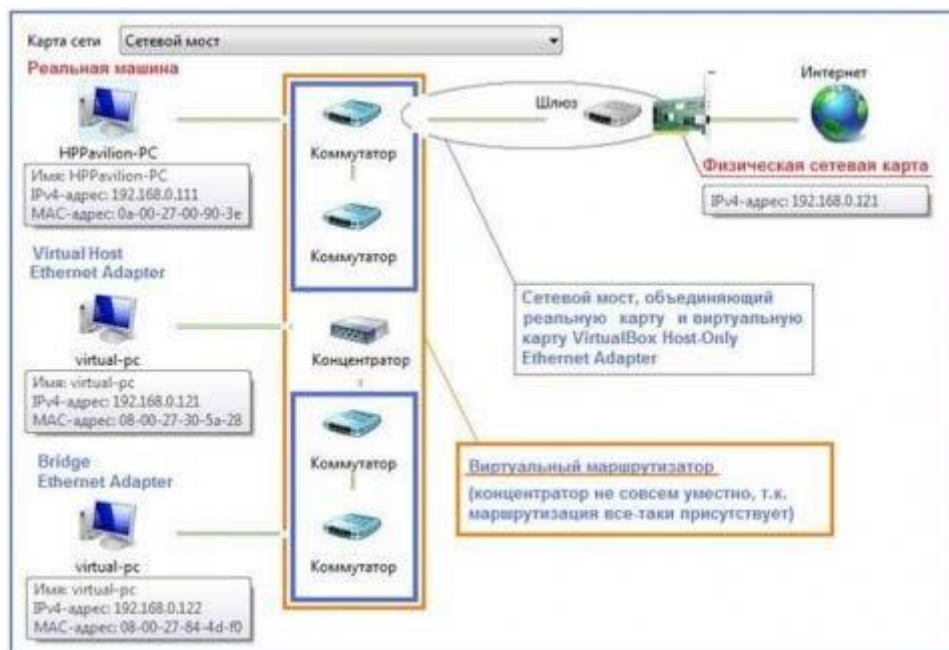 Карта сети Сетевой мост
Реальная машина
Интернет
Шлюз
HPPavilion-PC
Коммутатор
Физическая сетевая карта
Имя: HPPavilion-PC
IPv4-адрес: 192.168.0.111
MAC-адрес: 0a-00-27-00-90-3e
IPv4-адрес: 192.168.0.121
Коммутатор
Virtual Host
Ethernet Adapter
Сетевой мост, объединяющий
реальную карту и виртуальную
карту VirtualBox Host-Only
Ethernet Adapter
virtual-pc
Концентратор
Имя: virtual-pc
IPv4-адрес: 192.168.0.121
MAC-адрес: 08-00-27-30-5a-28
Bridge
Ethernet Adapter
Коммутатор
Виртуальный маршрутизатор
(концентратор не совсем уместно, т.к.
маршрутизация все-таки присутствует)
virtual-pc
Коммутатор
Имя: virtual-pc
IPv4-адрес: 192.168.0.122
MAC-адрес: 08-00-27-84-4d-f0